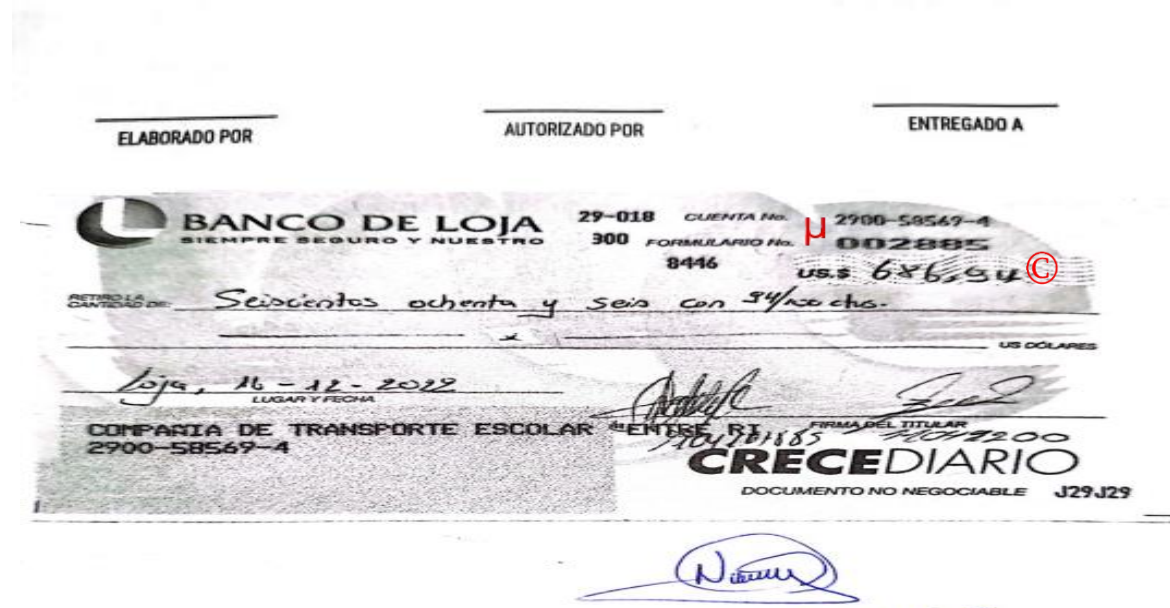 ELABORADO POR AUTORIZADO POR ENTREGADO A
BANCO DE LOJA 29-018 CUENTA No. µ 2900-58569-4
SIEMPRE SEGURO Y NUESTRO 300 FORMULARIO No. 002885
8446 US.$ 686,94 ©
RETIRO LA
CANTIDAD DE: Seiscientos ochenta y seis con 94/100 ctvs.
x
US DÓLARES
Loja, 16-12-2022
LUGAR Y FECHA
COMPAÑIA DE TRANSPORTE ESCOLAR "ENTRE RI FIRMA DEL TITULAR
2900-58569-4
CRECEDIARIO
DOCUMENTO NO NEGOCIABLE J29J29